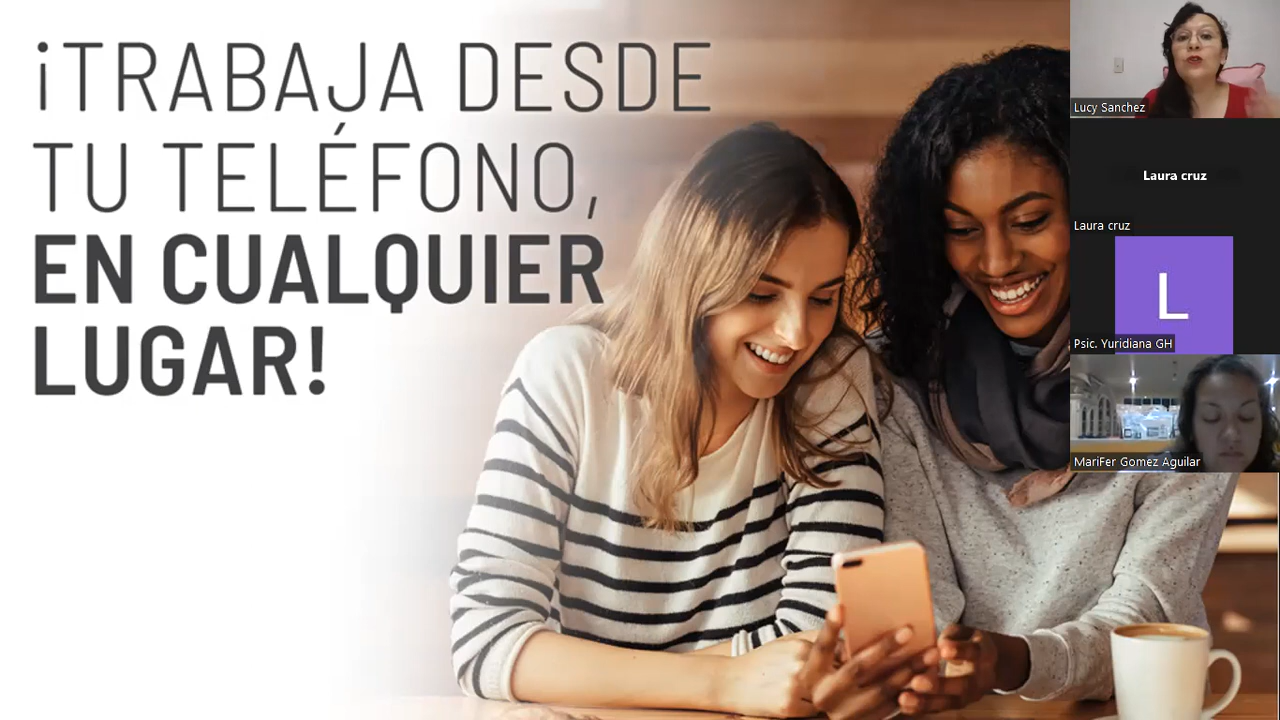 ¡TRABAJA DESDE
TU TELÉFONO,
EN CUALQUIER
LUGAR!
Lucy Sanchez
Laura cruz
Laura cruz
L
Psic. Yuridiana GH
MariFer Gomez Aguilar